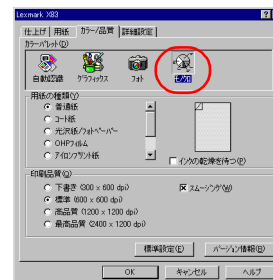 Lexmark X83
仕上げ 用紙 カラー/品質 詳細設定
カラーパレット(D)
自動認識 グラフィックス フォト モノクロ
用紙の種類(Y)
普通紙
コート紙
光沢紙/フォトペーパー
OHPフィルム
アイロンプリント紙
インクの乾燥を待つ(P)
印刷品質(Q)
下書き (300 x 600 dpi)
標準 (600 x 600 dpi)
高品質 (1200 x 1200 dpi)
最高品質 (2400 x 1200 dpi)
スムージング(M)
標準設定(E) バージョン情報(B)
OK キャンセル ヘルプ